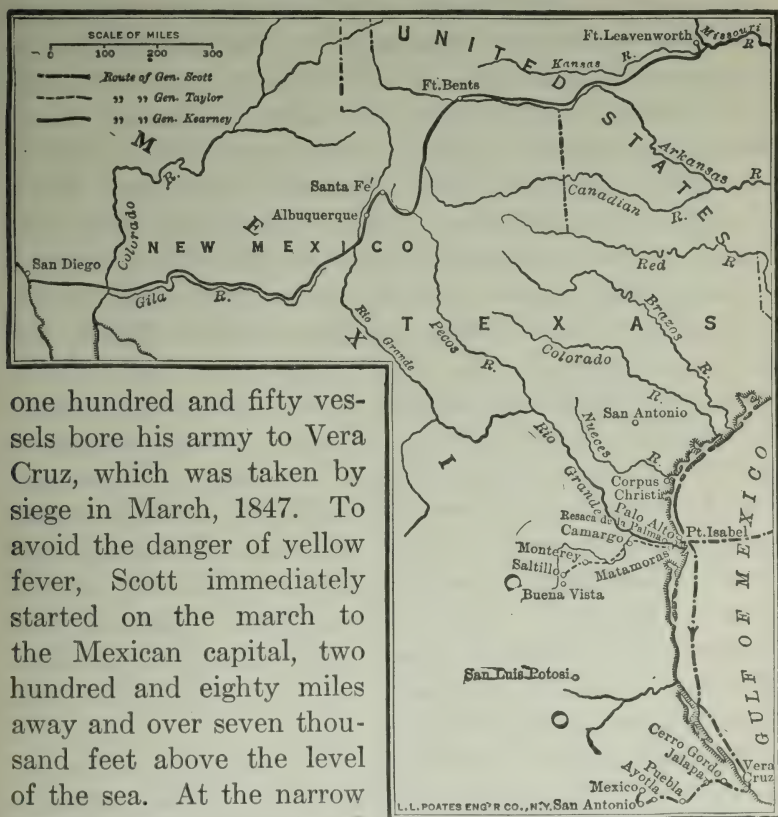 SCALE OF MILES
0 100 200 300
Route of Gen. Scott
„ „ Gen. Taylor
„ „ Gen. Kearney
UNITED STATES
Ft. Leavenworth
Missouri R
Kansas R.
Ft. Bents
Arkansas R
Canadian R.
MEXICO
R.
Colorado
Santa Fe'
Albuquerque
NEW MEXICO
San Diego
Gila R.
Red R
TEXAS
Rio Grande
Pecos R.
Brazos R.
Colorado R.
San Antonio
Nueces R.
Rio Grande
Corpus Christi
Palo Alto
Resaca de la Palma
Pt. Isabel
Camargo
Matamoras
Monterey
Saltillo
Buena Vista
GULF OF MEXICO
San Luis Potosi
Cerro Gordo
Jalapa
Vera Cruz
Puebla
Ayotla
Mexico
San Antonio
L.L. POATES ENG'R CO., N.Y.
one hundred and fifty ves-
sels bore his army to Vera
Cruz, which was taken by
siege in March, 1847. To
avoid the danger of yellow
fever, Scott immediately
started on the march to
the Mexican capital, two
hundred and eighty miles
away and over seven thou-
sand feet above the level
of the sea. At the narrow